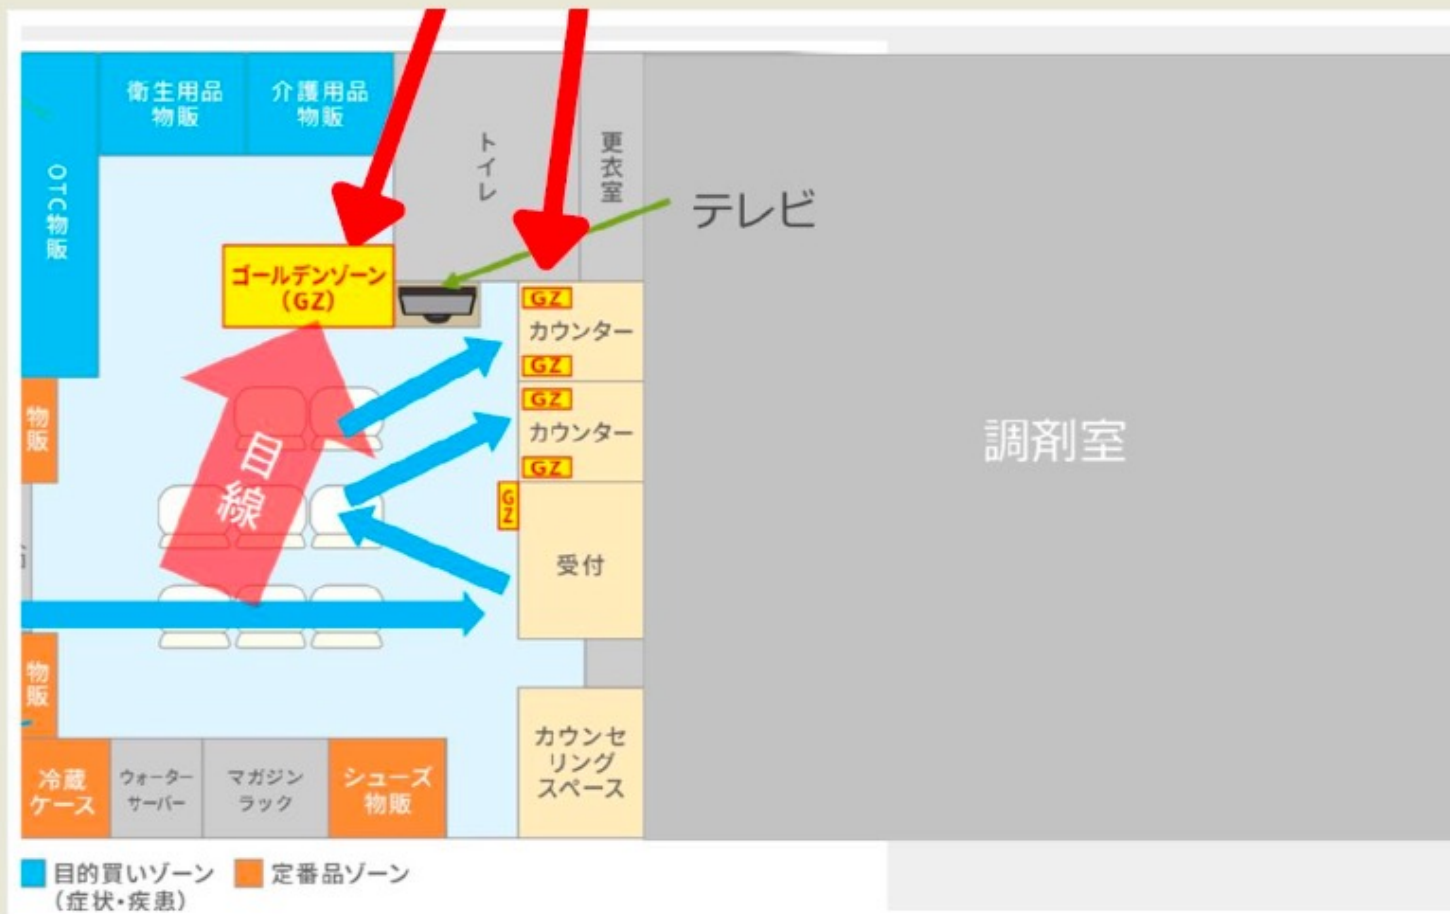 衛生用品
物販
介護用品
物販
トイレ
更衣室
OTC物販
テレビ
ゴールデンゾーン
(GZ)
GZ
カウンター
GZ
GZ
カウンター
GZ
GZ
調剤室
物販
目線
受付
物販
カウンセ
リング
スペース
冷蔵
ケース
ウォーター
サーバー
マガジン
ラック
シューズ
物販
目的買いゾーン
(症状・疾患)
定番品ゾーン